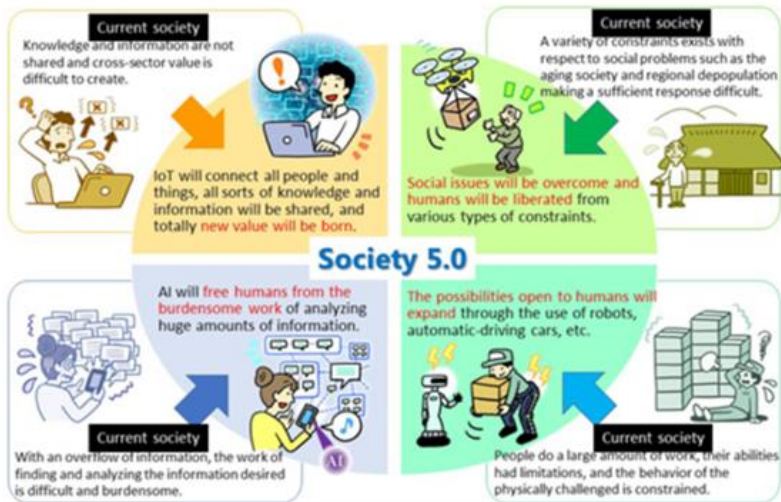 Current society
Knowledge and information are not
shared and cross-sector value is
difficult to create.
IoT will connect all people and
things, all sorts of knowledge and
information will be shared, and
totally new value will be born.
Current society
A variety of constraints exists with
respect to social problems such as the
aging society and regional depopulation
making a sufficient response difficult.
Social issues will be overcome and
humans will be liberated from
various types of constraints.
Society 5.0
AI will free humans from the
burdensome work of analyzing
huge amounts of information.
AI
Current society
With an overflow of information, the work of
finding and analyzing the information desired
is difficult and burdensome.
The possibilities open to humans will
expand through the use of robots,
automatic-driving cars, etc.
Current society
People do a large amount of work, their abilities
had limitations, and the behavior of the
physically challenged is constrained.